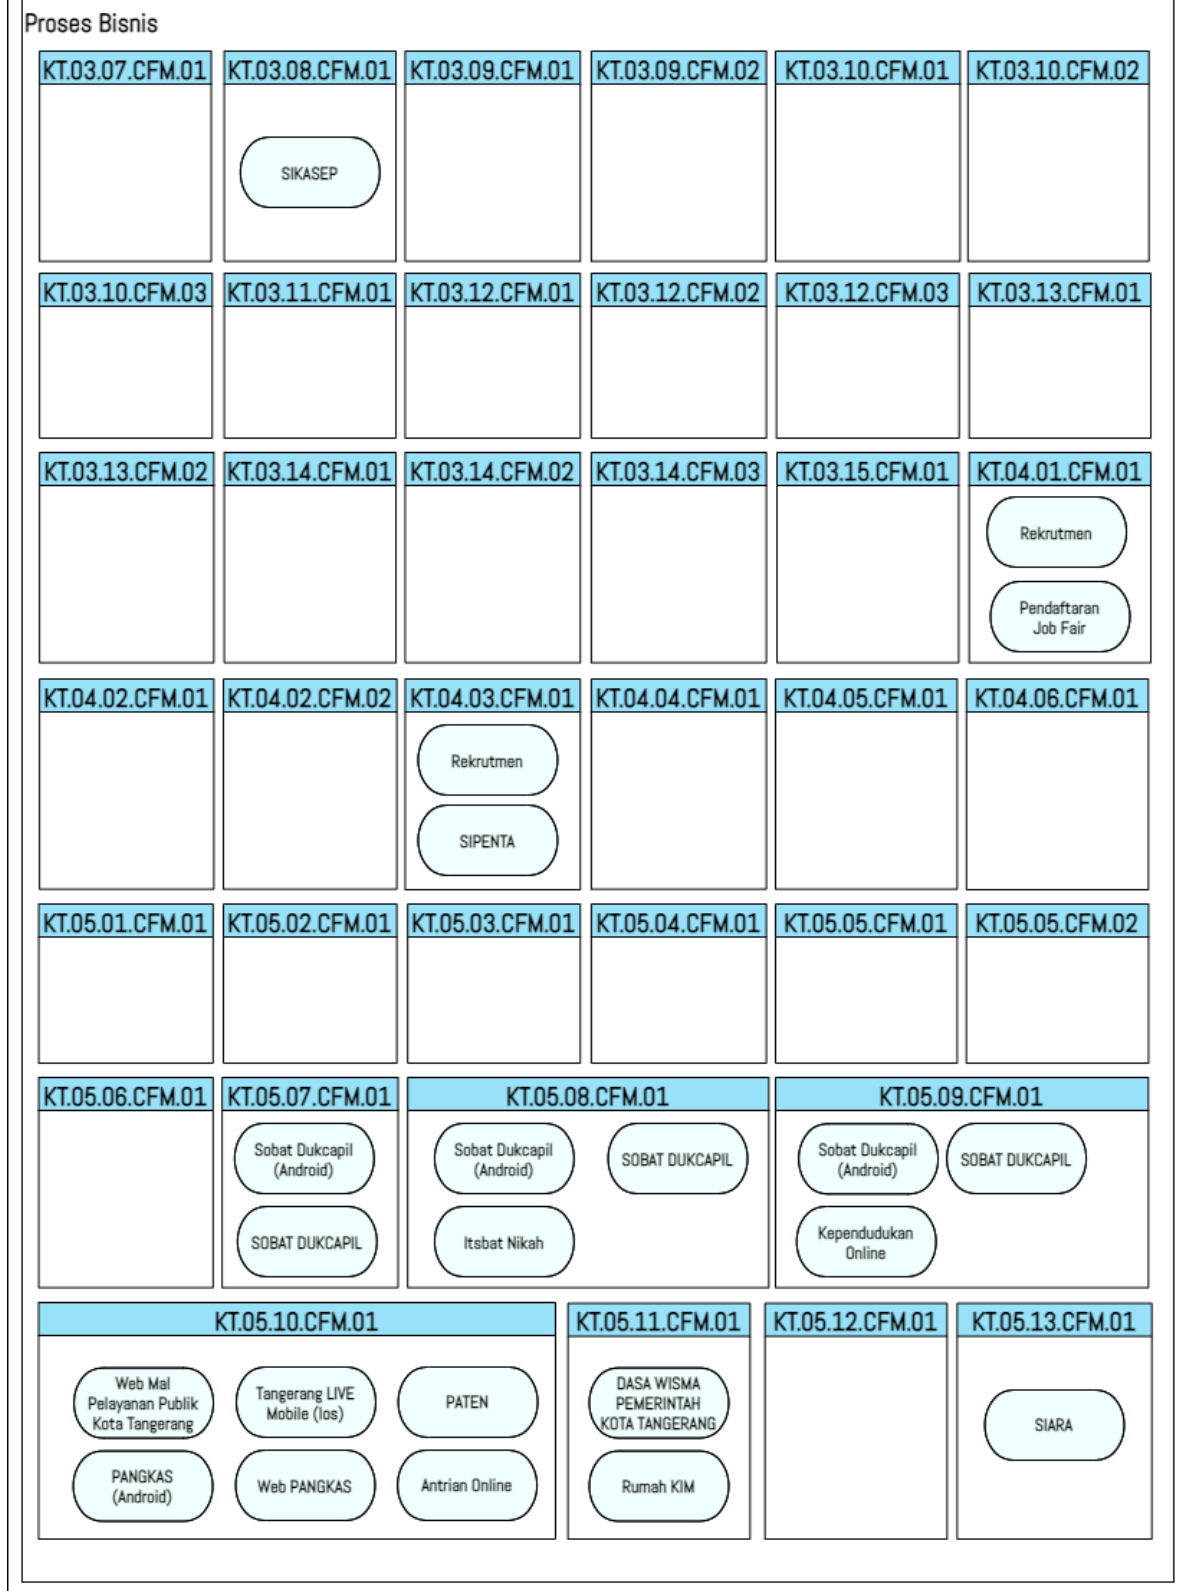 Proses Bisnis
KT.03.07.CFM.01
KT.03.08.CFM.01
KT.03.09.CFM.01
KT.03.09.CFM.02
KT.03.10.CFM.01
KT.03.10.CFM.02
SIKASEP
KT.03.10.CFM.03
KT.03.11.CFM.01
KT.03.12.CFM.01
KT.03.12.CFM.02
KT.03.12.CFM.03
KT.03.13.CFM.01
KT.03.13.CFM.02
KT.03.14.CFM.01
KT.03.14.CFM.02
KT.03.14.CFM.03
KT.03.15.CFM.01
KT.04.01.CFM.01
Rekrutmen
Pendaftaran
Job Fair
KT.04.02.CFM.01
KT.04.02.CFM.02
KT.04.03.CFM.01
KT.04.04.CFM.01
KT.04.05.CFM.01
KT.04.06.CFM.01
Rekrutmen
SIPENTA
KT.05.01.CFM.01
KT.05.02.CFM.01
KT.05.03.CFM.01
KT.05.04.CFM.01
KT.05.05.CFM.01
KT.05.05.CFM.02
KT.05.06.CFM.01
KT.05.07.CFM.01
Sobat Dukcapil
(Android)
SOBAT DUKCAPIL
KT.05.08.CFM.01
Sobat Dukcapil
(Android)
SOBAT DUKCAPIL
Itsbat Nikah
KT.05.09.CFM.01
Sobat Dukcapil
(Android)
SOBAT DUKCAPIL
Kependudukan
Online
KT.05.10.CFM.01
Web Mal
Pelayanan Publik
Kota Tangerang
Tangerang LIVE
Mobile (Ios)
PATEN
PANGKAS
(Android)
Web PANGKAS
Antrian Online
KT.05.11.CFM.01
DASA WISMA
PEMERINTAH
KOTA TANGERANG
Rumah KIM
KT.05.12.CFM.01
KT.05.13.CFM.01
SIARA